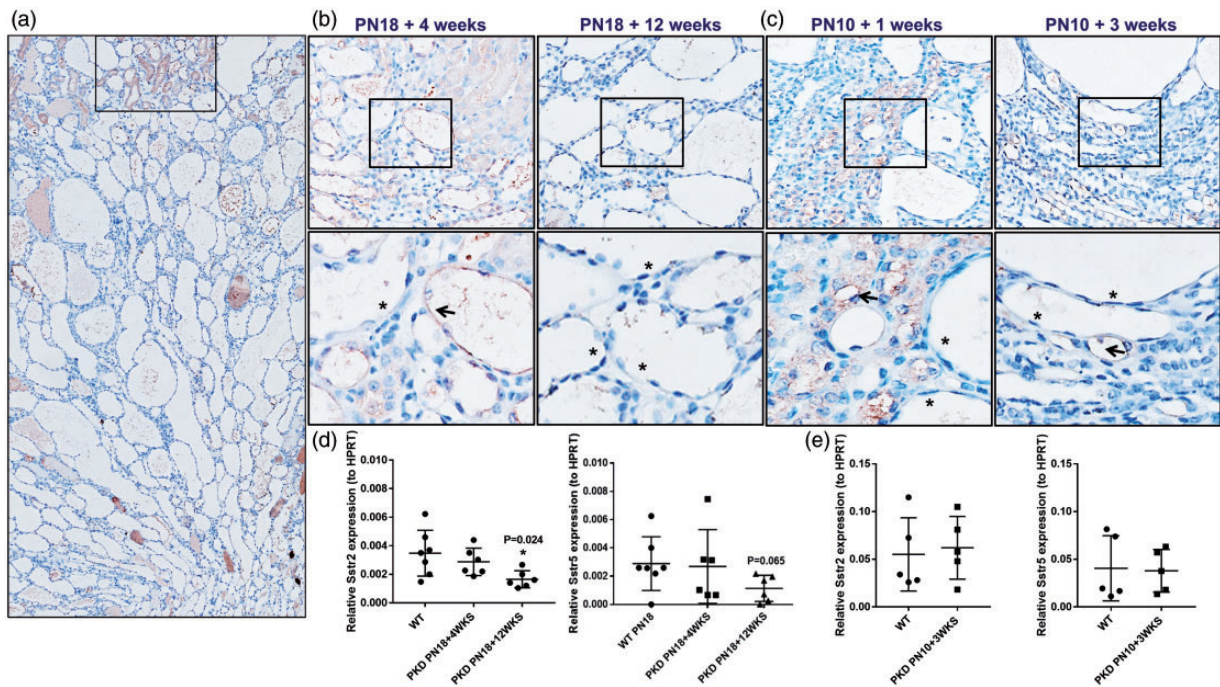 (a)
(b)
PN18 + 4 weeks
PN18 + 12 weeks
(c)
PN10 + 1 weeks
PN10 + 3 weeks
*
*
*
*
*
*
*
*
*
(d)
Relative Sstr2 expression (to HPRT)
0.010
0.008
0.006
0.004
0.002
0.000
P=0.024
*
WT
PKD PN18+4WKS
PKD PN18+12WKS
Relative Sstr5 expression (to HPRT)
0.010
0.008
0.006
0.004
0.002
0.000
P=0.065
WT PN18
PKD PN18+4WKS
PKD PN18+12WKS
(e)
Relative Sstr2 expression (to HPRT)
0.15
0.10
0.05
0.00
WT
PKD PN10+3WKS
Relative Sstr5 expression (to HPRT)
0.15
0.10
0.05
0.00
WT
PKD PN10+3WKS